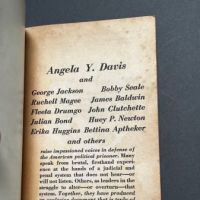 Angela Y. Davis
and
George Jackson Bobby Seale
Ruchell Magee James Baldwin
Fleeta Drumgo John Clutchette
Julian Bond Huey P. Newton
Erika Huggins Bettina Aptheker
and others
raise impassioned voices in defense of
the American political prisoner. Many
speak from brutal, firsthand experience
at the hands of a judicial and
penal system that does not hear—or
will not listen. Others, as leaders in the
struggle to alter—or overturn—that
system. Together, they have produced